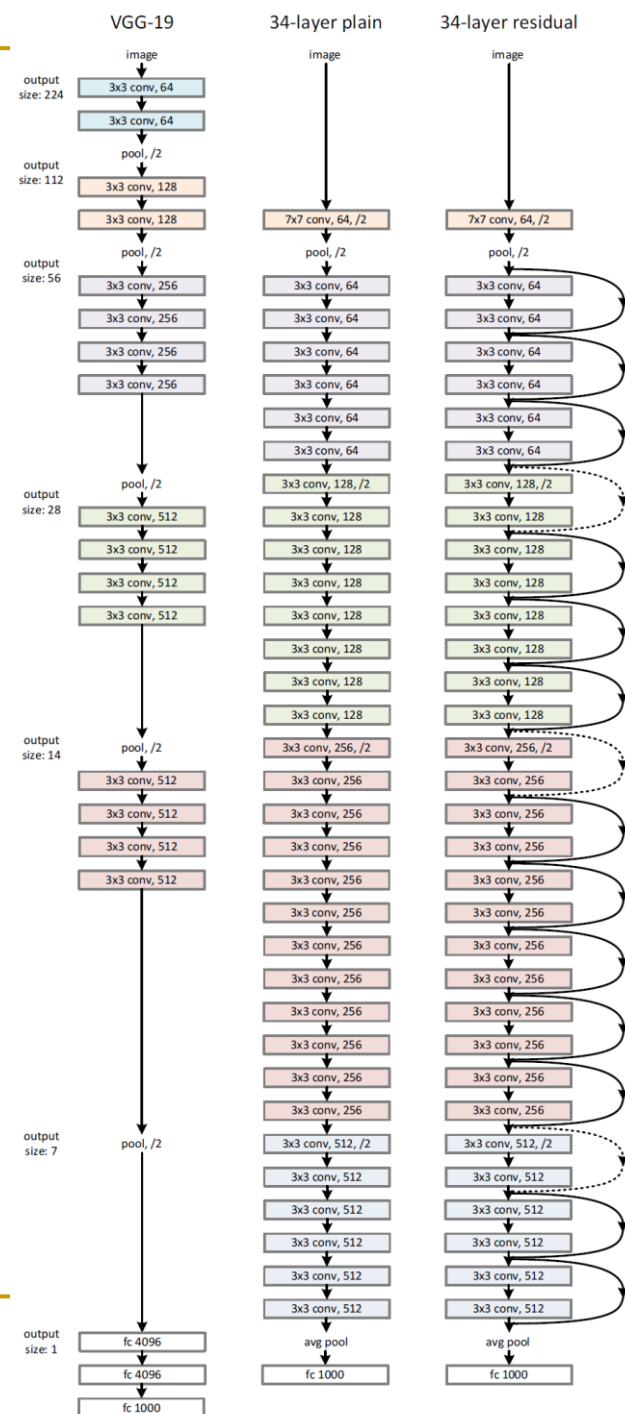 VGG-19
34-layer plain
34-layer residual
output
size: 224
output
size: 112
output
size: 56
output
size: 28
output
size: 14
output
size: 7
output
size: 1
image
3x3 conv, 64
3x3 conv, 64
pool, /2
3x3 conv, 128
3x3 conv, 128
pool, /2
3x3 conv, 256
3x3 conv, 256
3x3 conv, 256
3x3 conv, 256
pool, /2
3x3 conv, 512
3x3 conv, 512
3x3 conv, 512
3x3 conv, 512
pool, /2
3x3 conv, 512
3x3 conv, 512
3x3 conv, 512
3x3 conv, 512
pool, /2
fc 4096
fc 4096
fc 1000
image
7x7 conv, 64, /2
pool, /2
3x3 conv, 64
3x3 conv, 64
3x3 conv, 64
3x3 conv, 64
3x3 conv, 64
3x3 conv, 64
3x3 conv, 128, /2
3x3 conv, 128
3x3 conv, 128
3x3 conv, 128
3x3 conv, 128
3x3 conv, 128
3x3 conv, 128
3x3 conv, 128
3x3 conv, 256, /2
3x3 conv, 256
3x3 conv, 256
3x3 conv, 256
3x3 conv, 256
3x3 conv, 256
3x3 conv, 256
3x3 conv, 256
3x3 conv, 256
3x3 conv, 256
3x3 conv, 256
3x3 conv, 256
3x3 conv, 512, /2
3x3 conv, 512
3x3 conv, 512
3x3 conv, 512
3x3 conv, 512
3x3 conv, 512
avg pool
fc 1000
image
7x7 conv, 64, /2
pool, /2
3x3 conv, 64
3x3 conv, 64
3x3 conv, 64
3x3 conv, 64
3x3 conv, 64
3x3 conv, 64
3x3 conv, 128, /2
3x3 conv, 128
3x3 conv, 128
3x3 conv, 128
3x3 conv, 128
3x3 conv, 128
3x3 conv, 128
3x3 conv, 128
3x3 conv, 256, /2
3x3 conv, 256
3x3 conv, 256
3x3 conv, 256
3x3 conv, 256
3x3 conv, 256
3x3 conv, 256
3x3 conv, 256
3x3 conv, 256
3x3 conv, 256
3x3 conv, 256
3x3 conv, 256
3x3 conv, 512, /2
3x3 conv, 512
3x3 conv, 512
3x3 conv, 512
3x3 conv, 512
3x3 conv, 512
avg pool
fc 1000